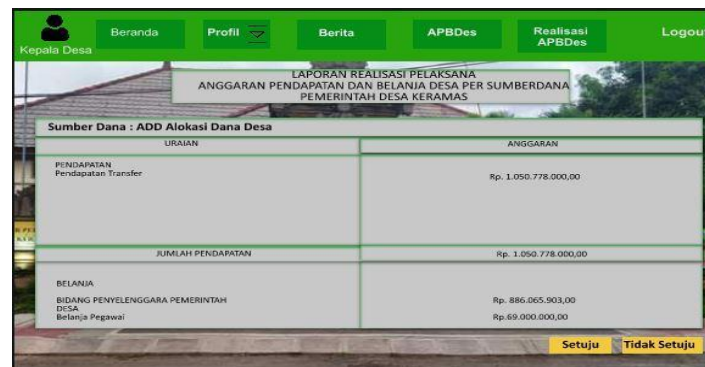 Beranda Profil Berita APBDes Realisasi Logou
APBDes
Kepala Desa
LAPORAN REALISASI PELAKSANA
ANGGARAN PENDAPATAN DAN BELANJA DESA PER SUMBERDANA
PEMERINTAH DESA KERAMAS
Sumber Dana : ADD Alokasi Dana Desa
URAIAN ANGGARAN
PENDAPATAN
Pendapatan Transfer Rp. 1.050.778.000,00
JUMLAH PENDAPATAN Rp. 1.050.778.000,00
BELANJA
BIDANG PENYELENGGARA PEMERINTAH Rp. 886.065.903,00
DESA
Belanja Pegawai Rp.69.000.000,00
Setuju Tidak Setuju